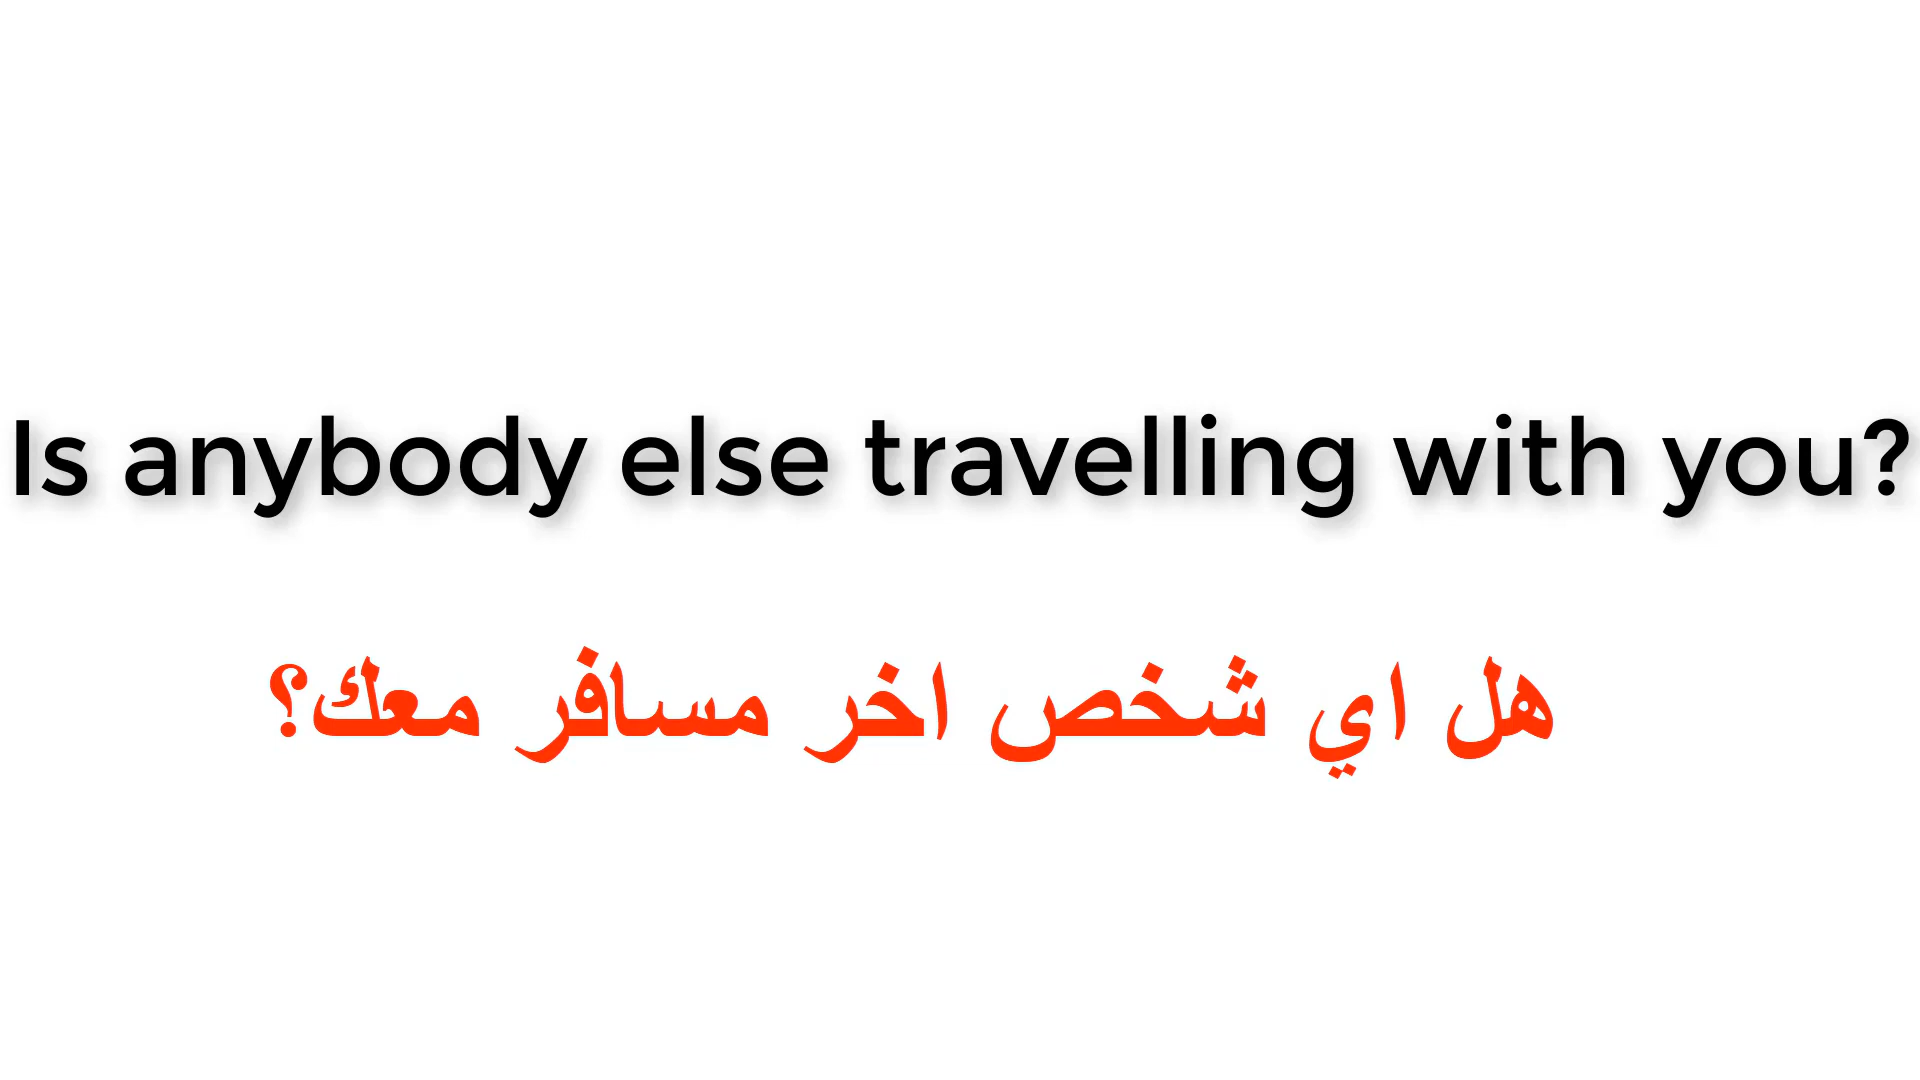 Is anybody else travelling with you?
هل اي شخص اخر مسافر معك؟